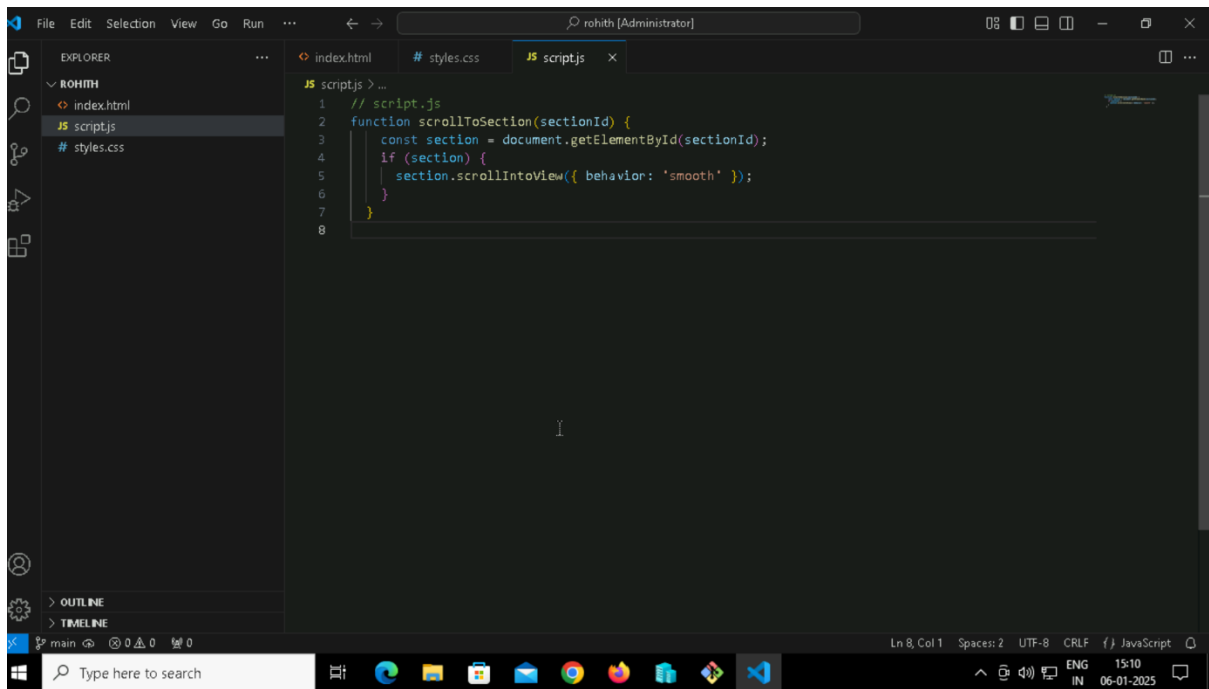 File Edit Selection View Go Run ··· rohith [Administrator]
EXPLORER ···
index.html
# styles.css
JS script.js
ROHITH
index.html
JS script.js
# styles.css
JS script.js > ...
1 // script.js
2 function scrollToSection(sectionId) {
3 const section = document.getElementById(sectionId);
4 if (section) {
5 section.scrollIntoView({ behavior: 'smooth' });
6 }
7 }
8
OUTLINE
TIMELINE
main 0 0 0 Ln 8, Col 1 Spaces: 2 UTF-8 CRLF {} JavaScript
Type here to search
ENG
IN
15:10
06-01-2025